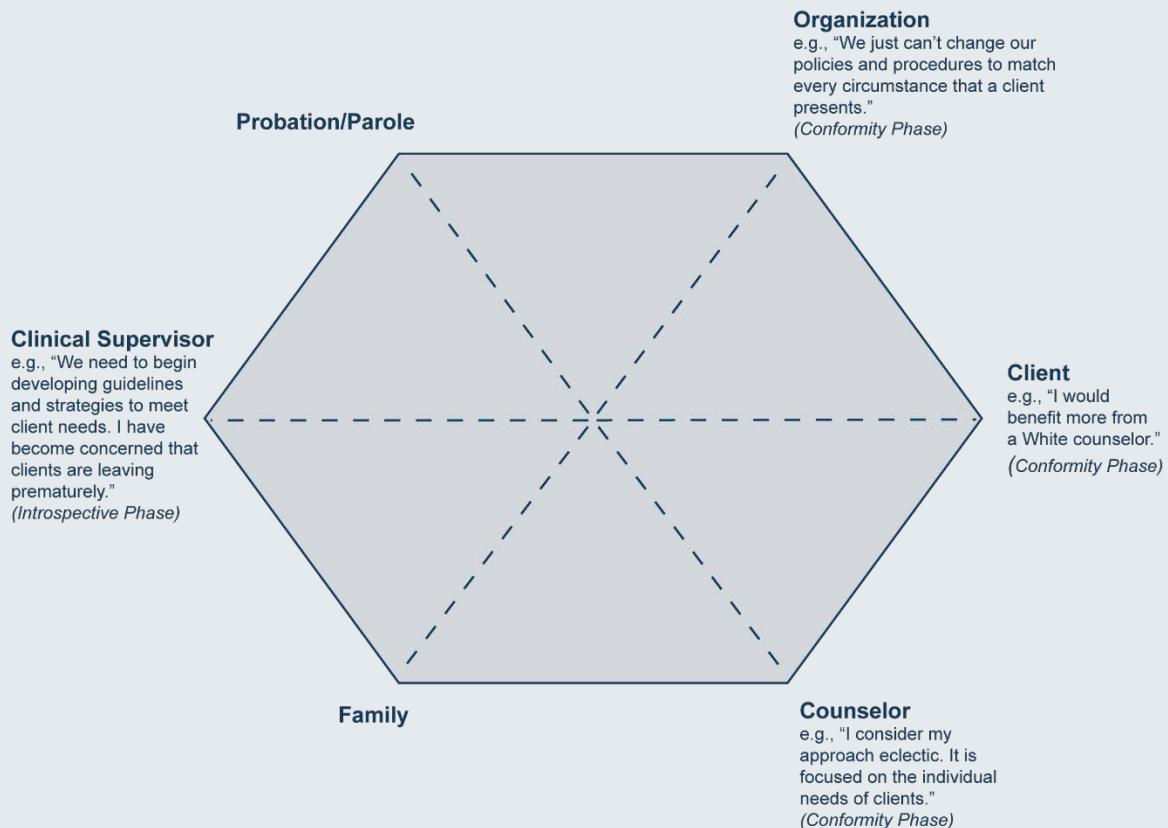 Organization
e.g., “We just can’t change our
policies and procedures to match
every circumstance that a client
presents.”
(Conformity Phase)
Probation/Parole
Clinical Supervisor
e.g., “We need to begin
developing guidelines
and strategies to meet
client needs. I have
become concerned that
clients are leaving
prematurely.”
(Introspective Phase)
Client
e.g., “I would
benefit more from
a White counselor.”
(Conformity Phase)
Family
Counselor
e.g., “I consider my
approach eclectic. It is
focused on the individual
needs of clients.”
(Conformity Phase)